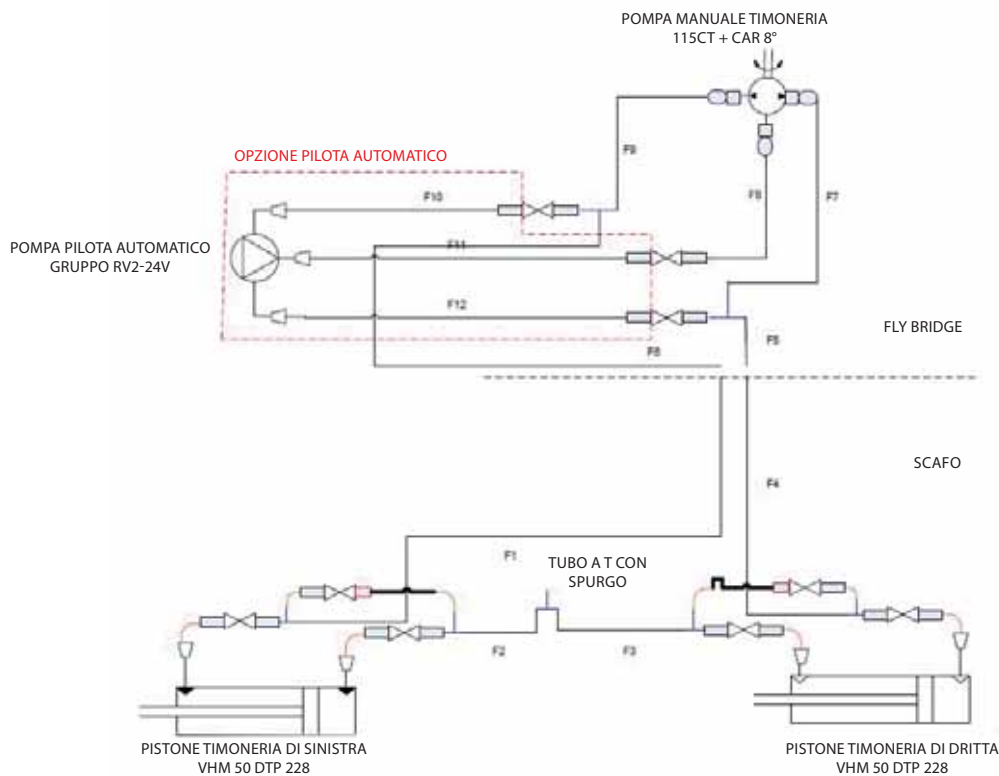 POMPA MANUALE TIMONERIA
115CT + CAR 8°
OPZIONE PILOTA AUTOMATICO
F9
F10
F8
F7
POMPA PILOTA AUTOMATICO
GRUPPO RV2-24V
F11
F12
F5
F6
FLY BRIDGE
SCAFO
F4
F1
TUBO A T CON
SPURGO
F2
F3
PISTONE TIMONERIA DI SINISTRA
VHM 50 DTP 228
PISTONE TIMONERIA DI DRITTA
VHM 50 DTP 228